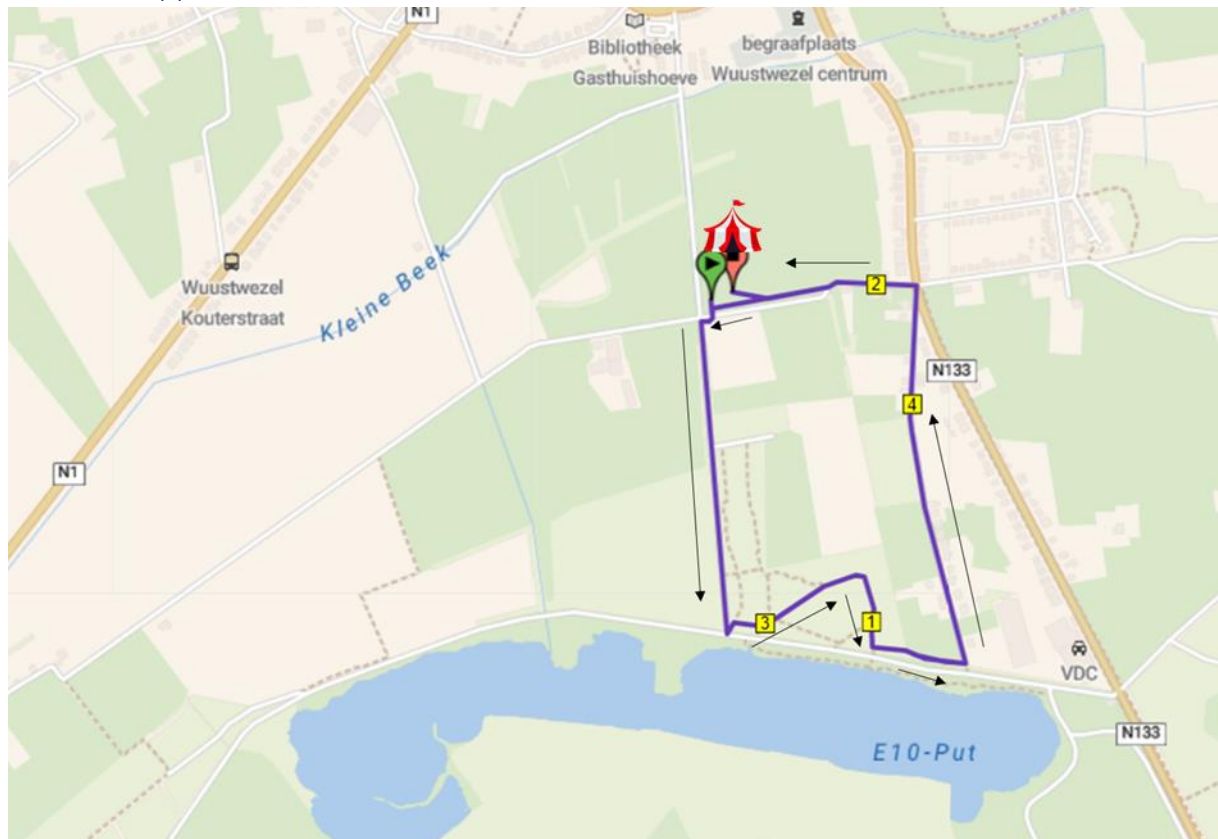 N1
Bibliotheek
Gasthuishoeve
begraafplaats
Wuustwezel centrum
Wuustwezel
Kouterstraat
Kleine Beek
2
N133
4
N1
3
1
VDC
N133
E10-Put